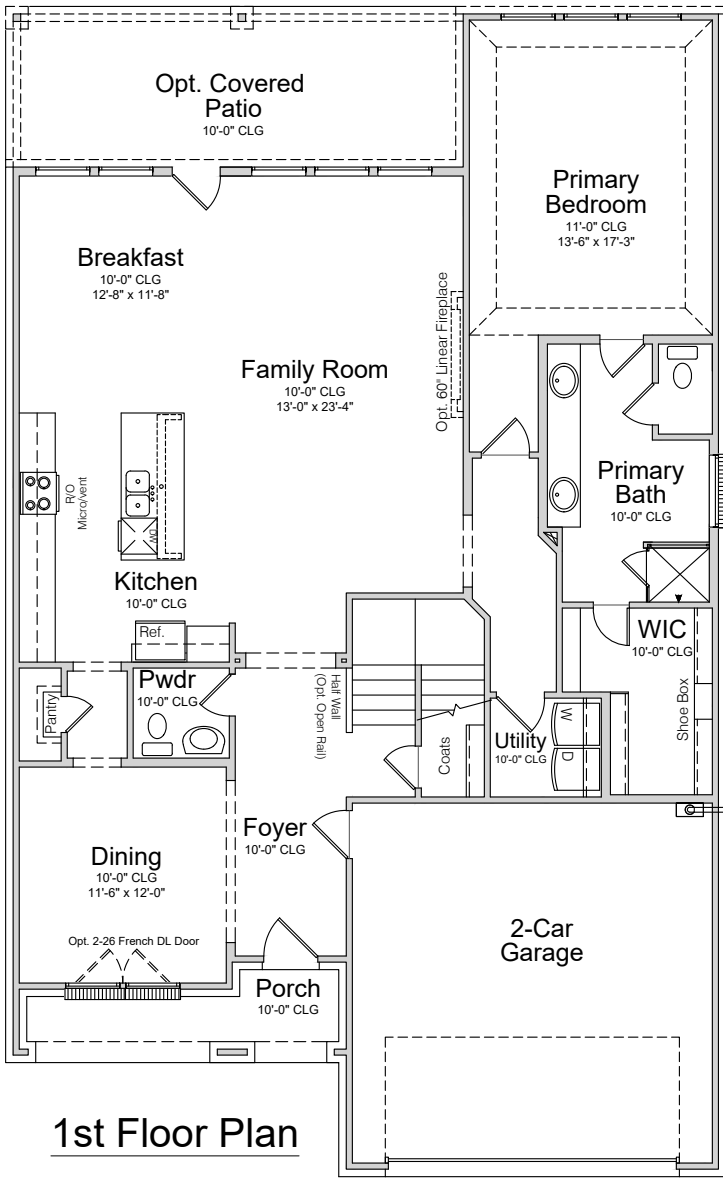 Opt. Covered
Patio
10'-0" CLG
Primary
Bedroom
11'-0" CLG
13'-6" x 17'-3"
Breakfast
10'-0" CLG
12'-8" x 11'-8"
Family Room
10'-0" CLG
13'-0" x 23'-4"
Opt. 60" Linear Fireplace
R/O
Micro/vent
DW
Primary
Bath
10'-0" CLG
Kitchen
10'-0" CLG
Ref.
WIC
10'-0" CLG
Shoe Box
Pantry
Pwdr
10'-0" CLG
Half Wall
(Opt. Open Rail)
Coats
Utility
10'-0" CLG
W
D
Foyer
10'-0" CLG
Dining
10'-0" CLG
11'-6" x 12'-0"
Opt. 2-26 French DL Door
2-Car
Garage
Porch
10'-0" CLG
1st Floor Plan